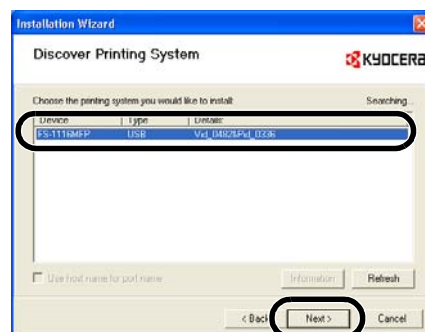 Installation Wizard
Discover Printing System
KYOCERA
Choose the printing system you would like to install: Searching...
Device Type Details
FS-1116MFP USB Vid_0482&Pid_0336
Use host name for port name Information Refresh
< Back Next > Cancel